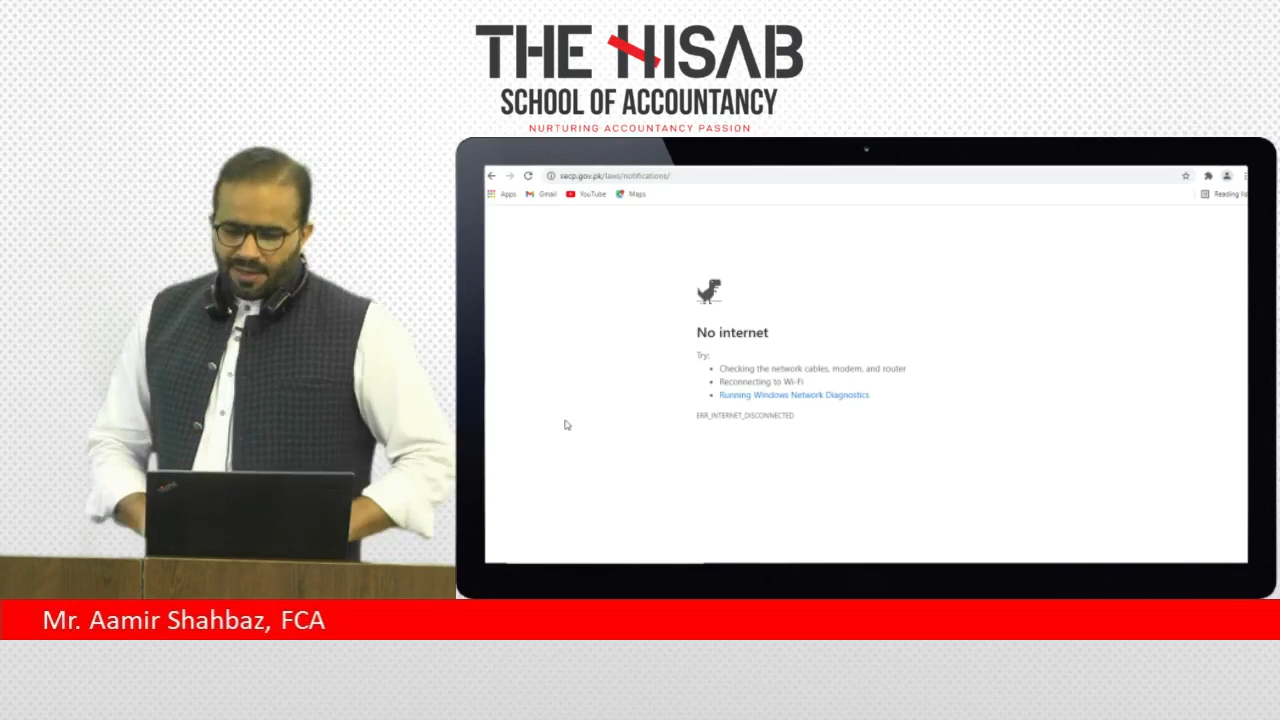 THE HISAB
SCHOOL OF ACCOUNTANCY
NURTURING ACCOUNTANCY PASSION
secp.gov.pk/laws/notifications/
Apps Gmail YouTube Maps Reading lis
No internet
Try:
• Checking the network cables, modem, and router
• Reconnecting to Wi-Fi
• Running Windows Network Diagnostics
ERR_INTERNET_DISCONNECTED
Mr. Aamir Shahbaz, FCA